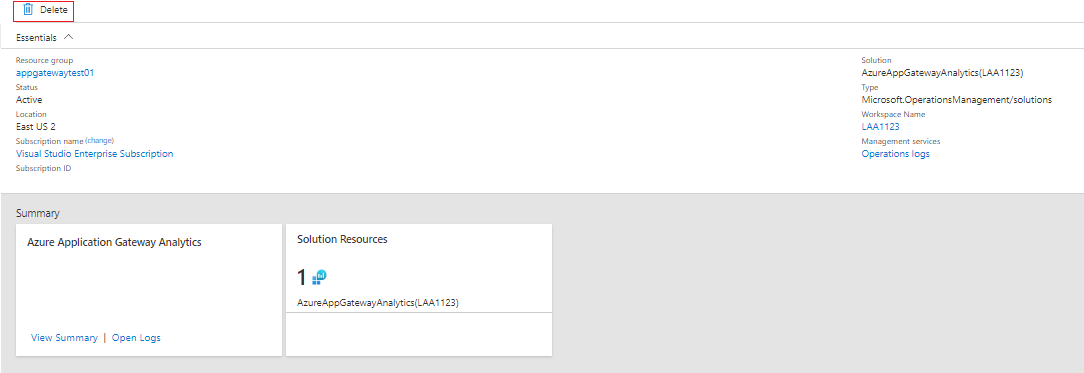 Delete
Essentials
Resource group
appgatewaytest01
Status
Active
Location
East US 2
Subscription name (change)
Visual Studio Enterprise Subscription
Subscription ID
Solution
AzureAppGatewayAnalytics(LAA1123)
Type
Microsoft.OperationsManagement/solutions
Workspace Name
LAA1123
Management services
Operations logs
Summary
Azure Application Gateway Analytics
View Summary | Open Logs
Solution Resources
1
AzureAppGatewayAnalytics(LAA1123)